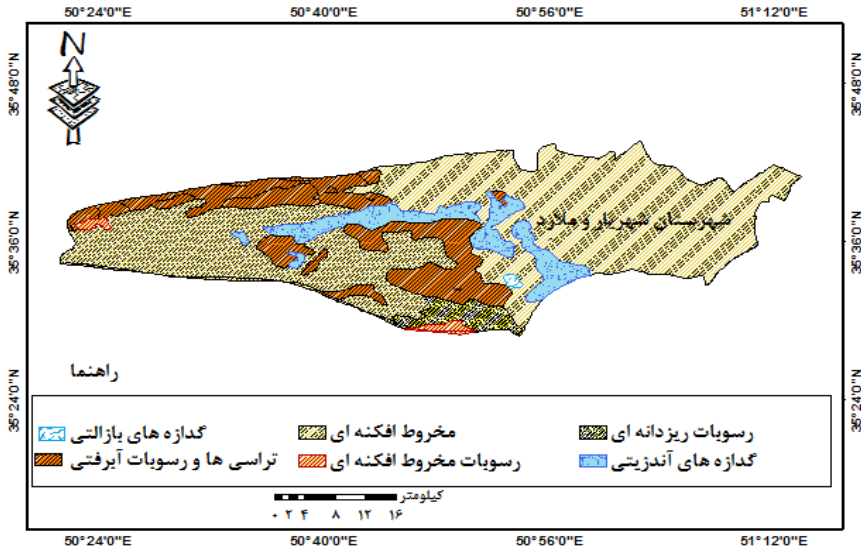 50°24'0"E 50°40'0"E 50°56'0"E 51°12'0"E
35°48'0"N 35°48'0"N
N
شهرستان شهریار و ملارد
35°36'0"N 35°36'0"N
35°24'0"N 35°24'0"N
راهنما
رسوبات ریزدانه ای مخروط افکنه ای گدازه های بازالتی
گدازه های آندزیتی رسوبات مخروط افکنه ای تراسی ها و رسوبات آبرفتی
کیلومتر
۰ ۲ ۴ ۸ ۱۲ ۱۶
50°24'0"E 50°40'0"E 50°56'0"E 51°12'0"E